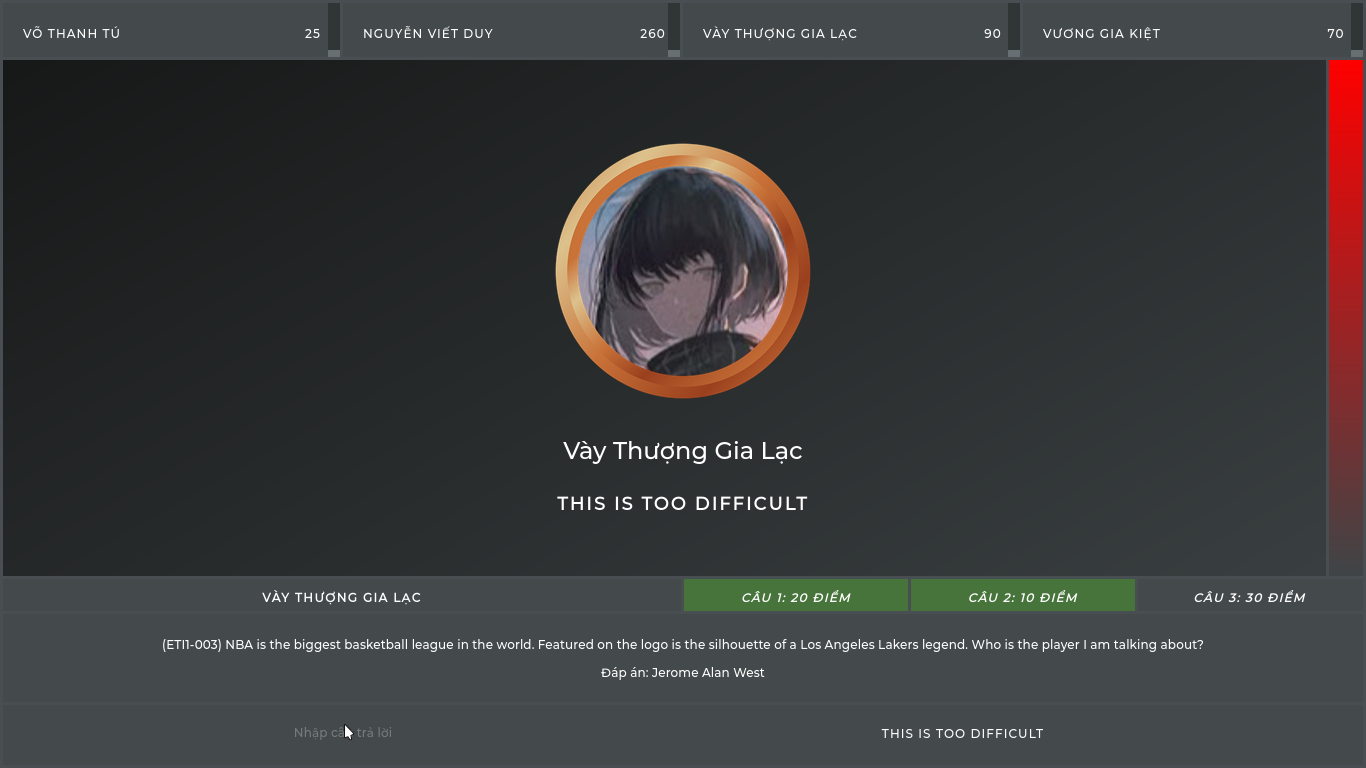 VÕ THANH TÚ 25
NGUYỄN VIẾT DUY 260
VÀY THƯỢNG GIA LẠC 90
VƯƠNG GIA KIỆT 70
Vày Thượng Gia Lạc
THIS IS TOO DIFFICULT
VÀY THƯỢNG GIA LẠC
CÂU 1: 20 ĐIỂM
CÂU 2: 10 ĐIỂM
CÂU 3: 30 ĐIỂM
(ETI1-003) NBA is the biggest basketball league in the world. Featured on the logo is the silhouette of a Los Angeles Lakers legend. Who is the player I am talking about?
Đáp án: Jerome Alan West
Nhập câu trả lời
THIS IS TOO DIFFICULT